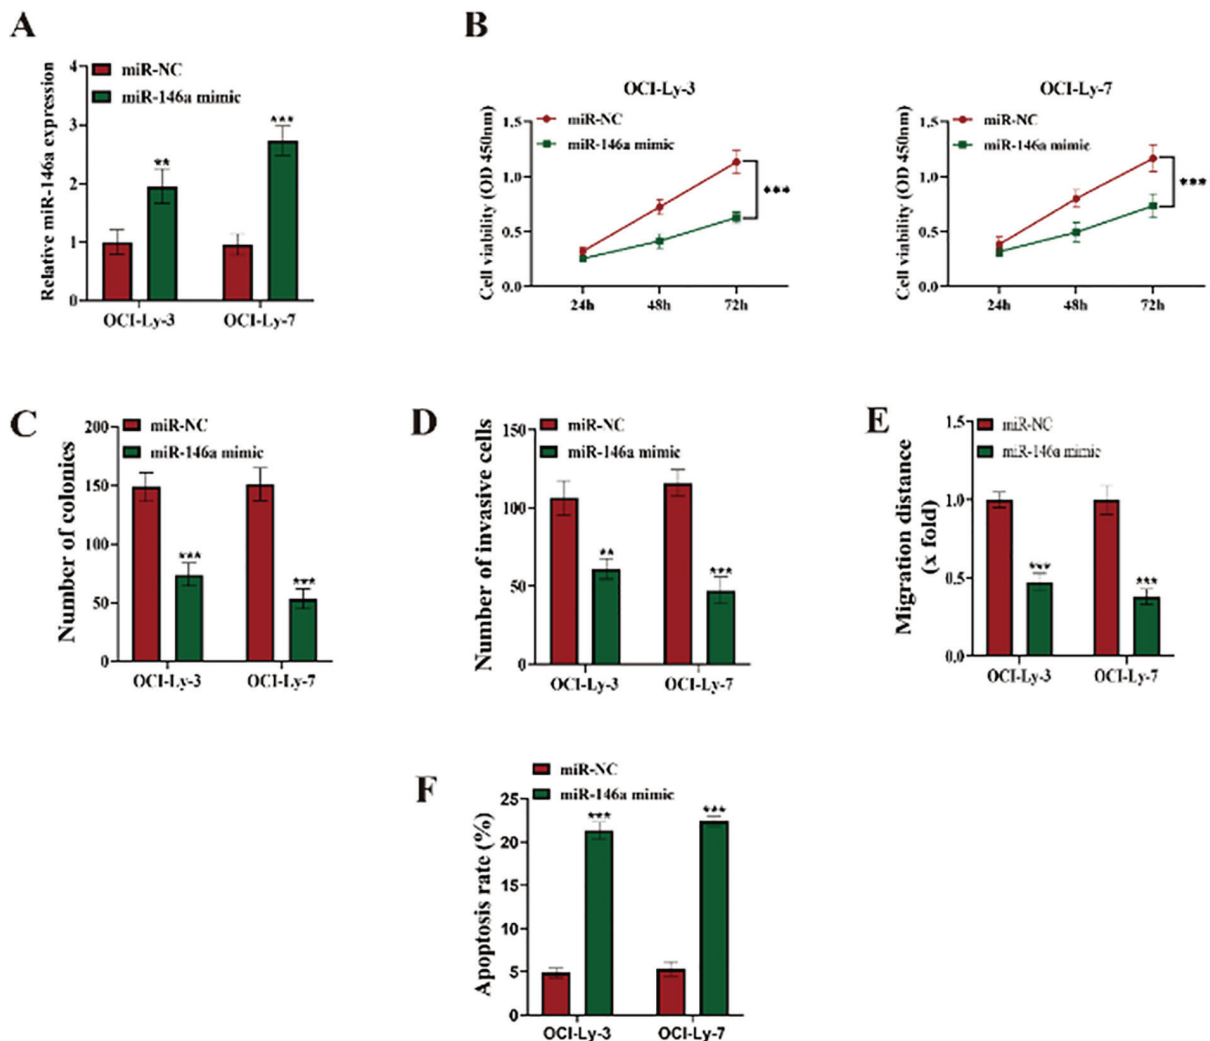 A
Relative miR-146a expression
4
3
2
1
0
miR-NC
miR-146a mimic
**
***
OCI-Ly-3
OCI-Ly-7
B
OCI-Ly-3
Cell viability (OD 450nm)
1.5
1.0
0.5
0.0
miR-NC
miR-146a mimic
***
24h
48h
72h
OCI-Ly-7
Cell viability (OD 450nm)
1.5
1.0
0.5
0.0
miR-NC
miR-146a mimic
***
24h
48h
72h
C
Number of colonies
200
150
100
50
0
miR-NC
miR-146a mimic
***
***
OCI-Ly-3
OCI-Ly-7
D
Number of invasive cells
150
100
50
0
miR-NC
miR-146a mimic
**
***
OCI-Ly-3
OCI-Ly-7
E
Migration distance
(x fold)
1.5
1.0
0.5
0.0
miR-NC
miR-146a mimic
***
***
OCI-Ly-3
OCI-Ly-7
F
Apoptosis rate (%)
25
20
15
10
5
0
miR-NC
miR-146a mimic
***
***
OCI-Ly-3
OCI-Ly-7